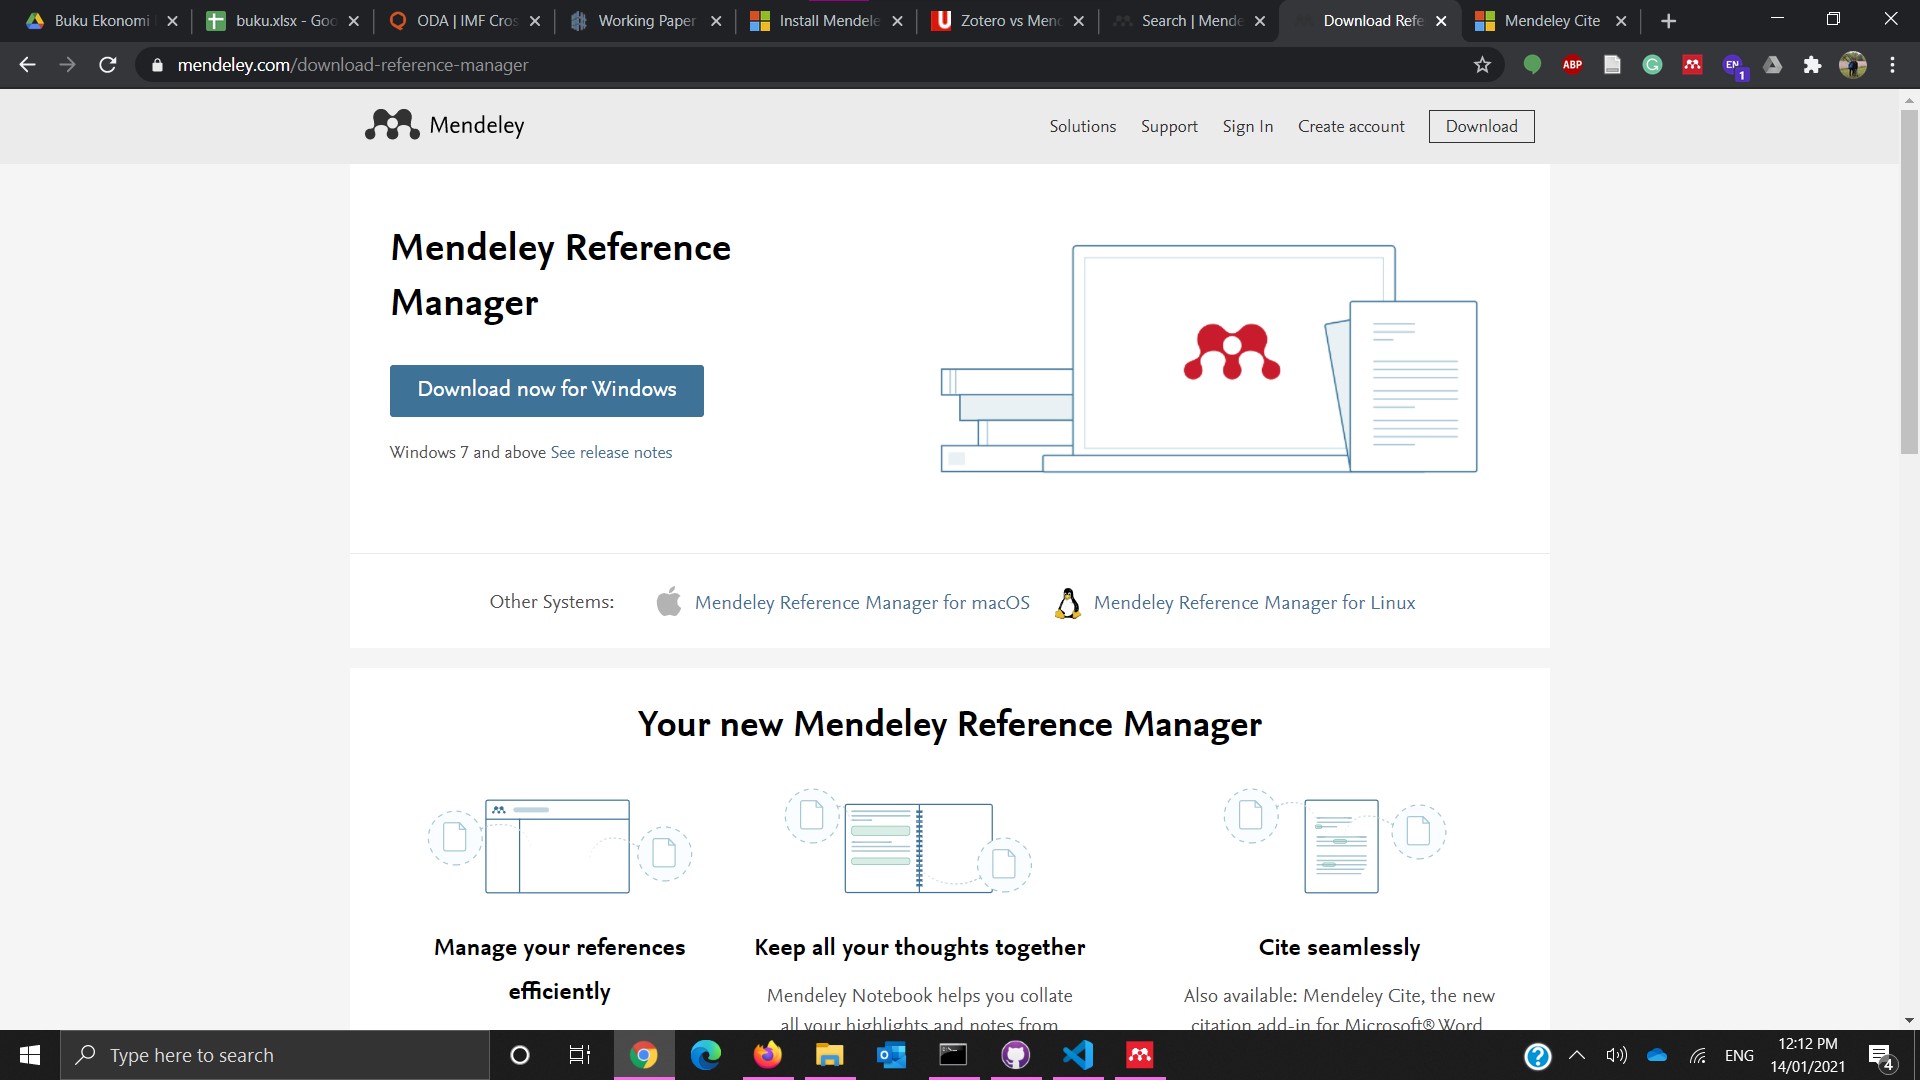 Buku Ekonomi
buku.xlsx - Goo
ODA | IMF Cros
Working Paper
Install Mendele
Zotero vs Mend
Search | Mende
Download Refe
Mendeley Cite
mendeley.com/download-reference-manager
ABP
EN
1
Mendeley
Solutions
Support
Sign In
Create account
Download
Mendeley Reference
Manager
Download now for Windows
Windows 7 and above See release notes
Other Systems:
Mendeley Reference Manager for macOS
Mendeley Reference Manager for Linux
Your new Mendeley Reference Manager
Manage your references
efficiently
Keep all your thoughts together
Mendeley Notebook helps you collate
all your highlights and notes from
Cite seamlessly
Also available: Mendeley Cite, the new
citation add-in for Microsoft® Word
Type here to search
ENG
12:12 PM
14/01/2021
4